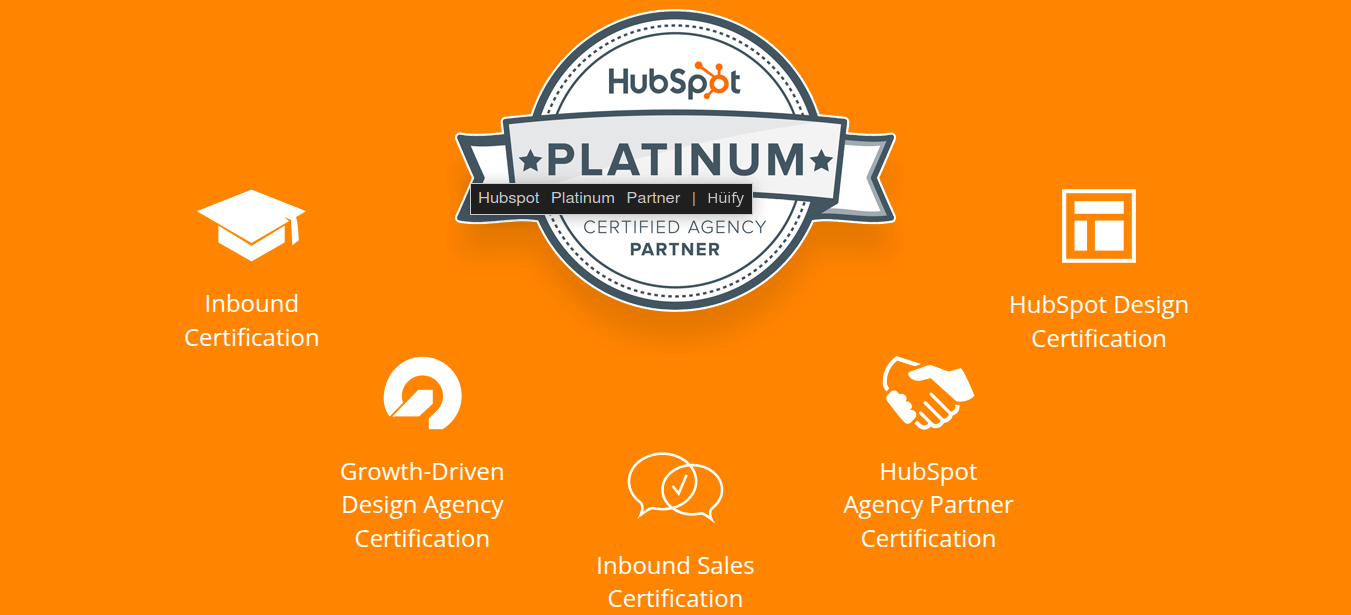 HubSpot
PLATINUM
Hubspot Platinum Partner | Hüify
CERTIFIED AGENCY
PARTNER
Inbound
Certification
HubSpot Design
Certification
Growth-Driven
Design Agency
Certification
HubSpot
Agency Partner
Certification
Inbound Sales
Certification